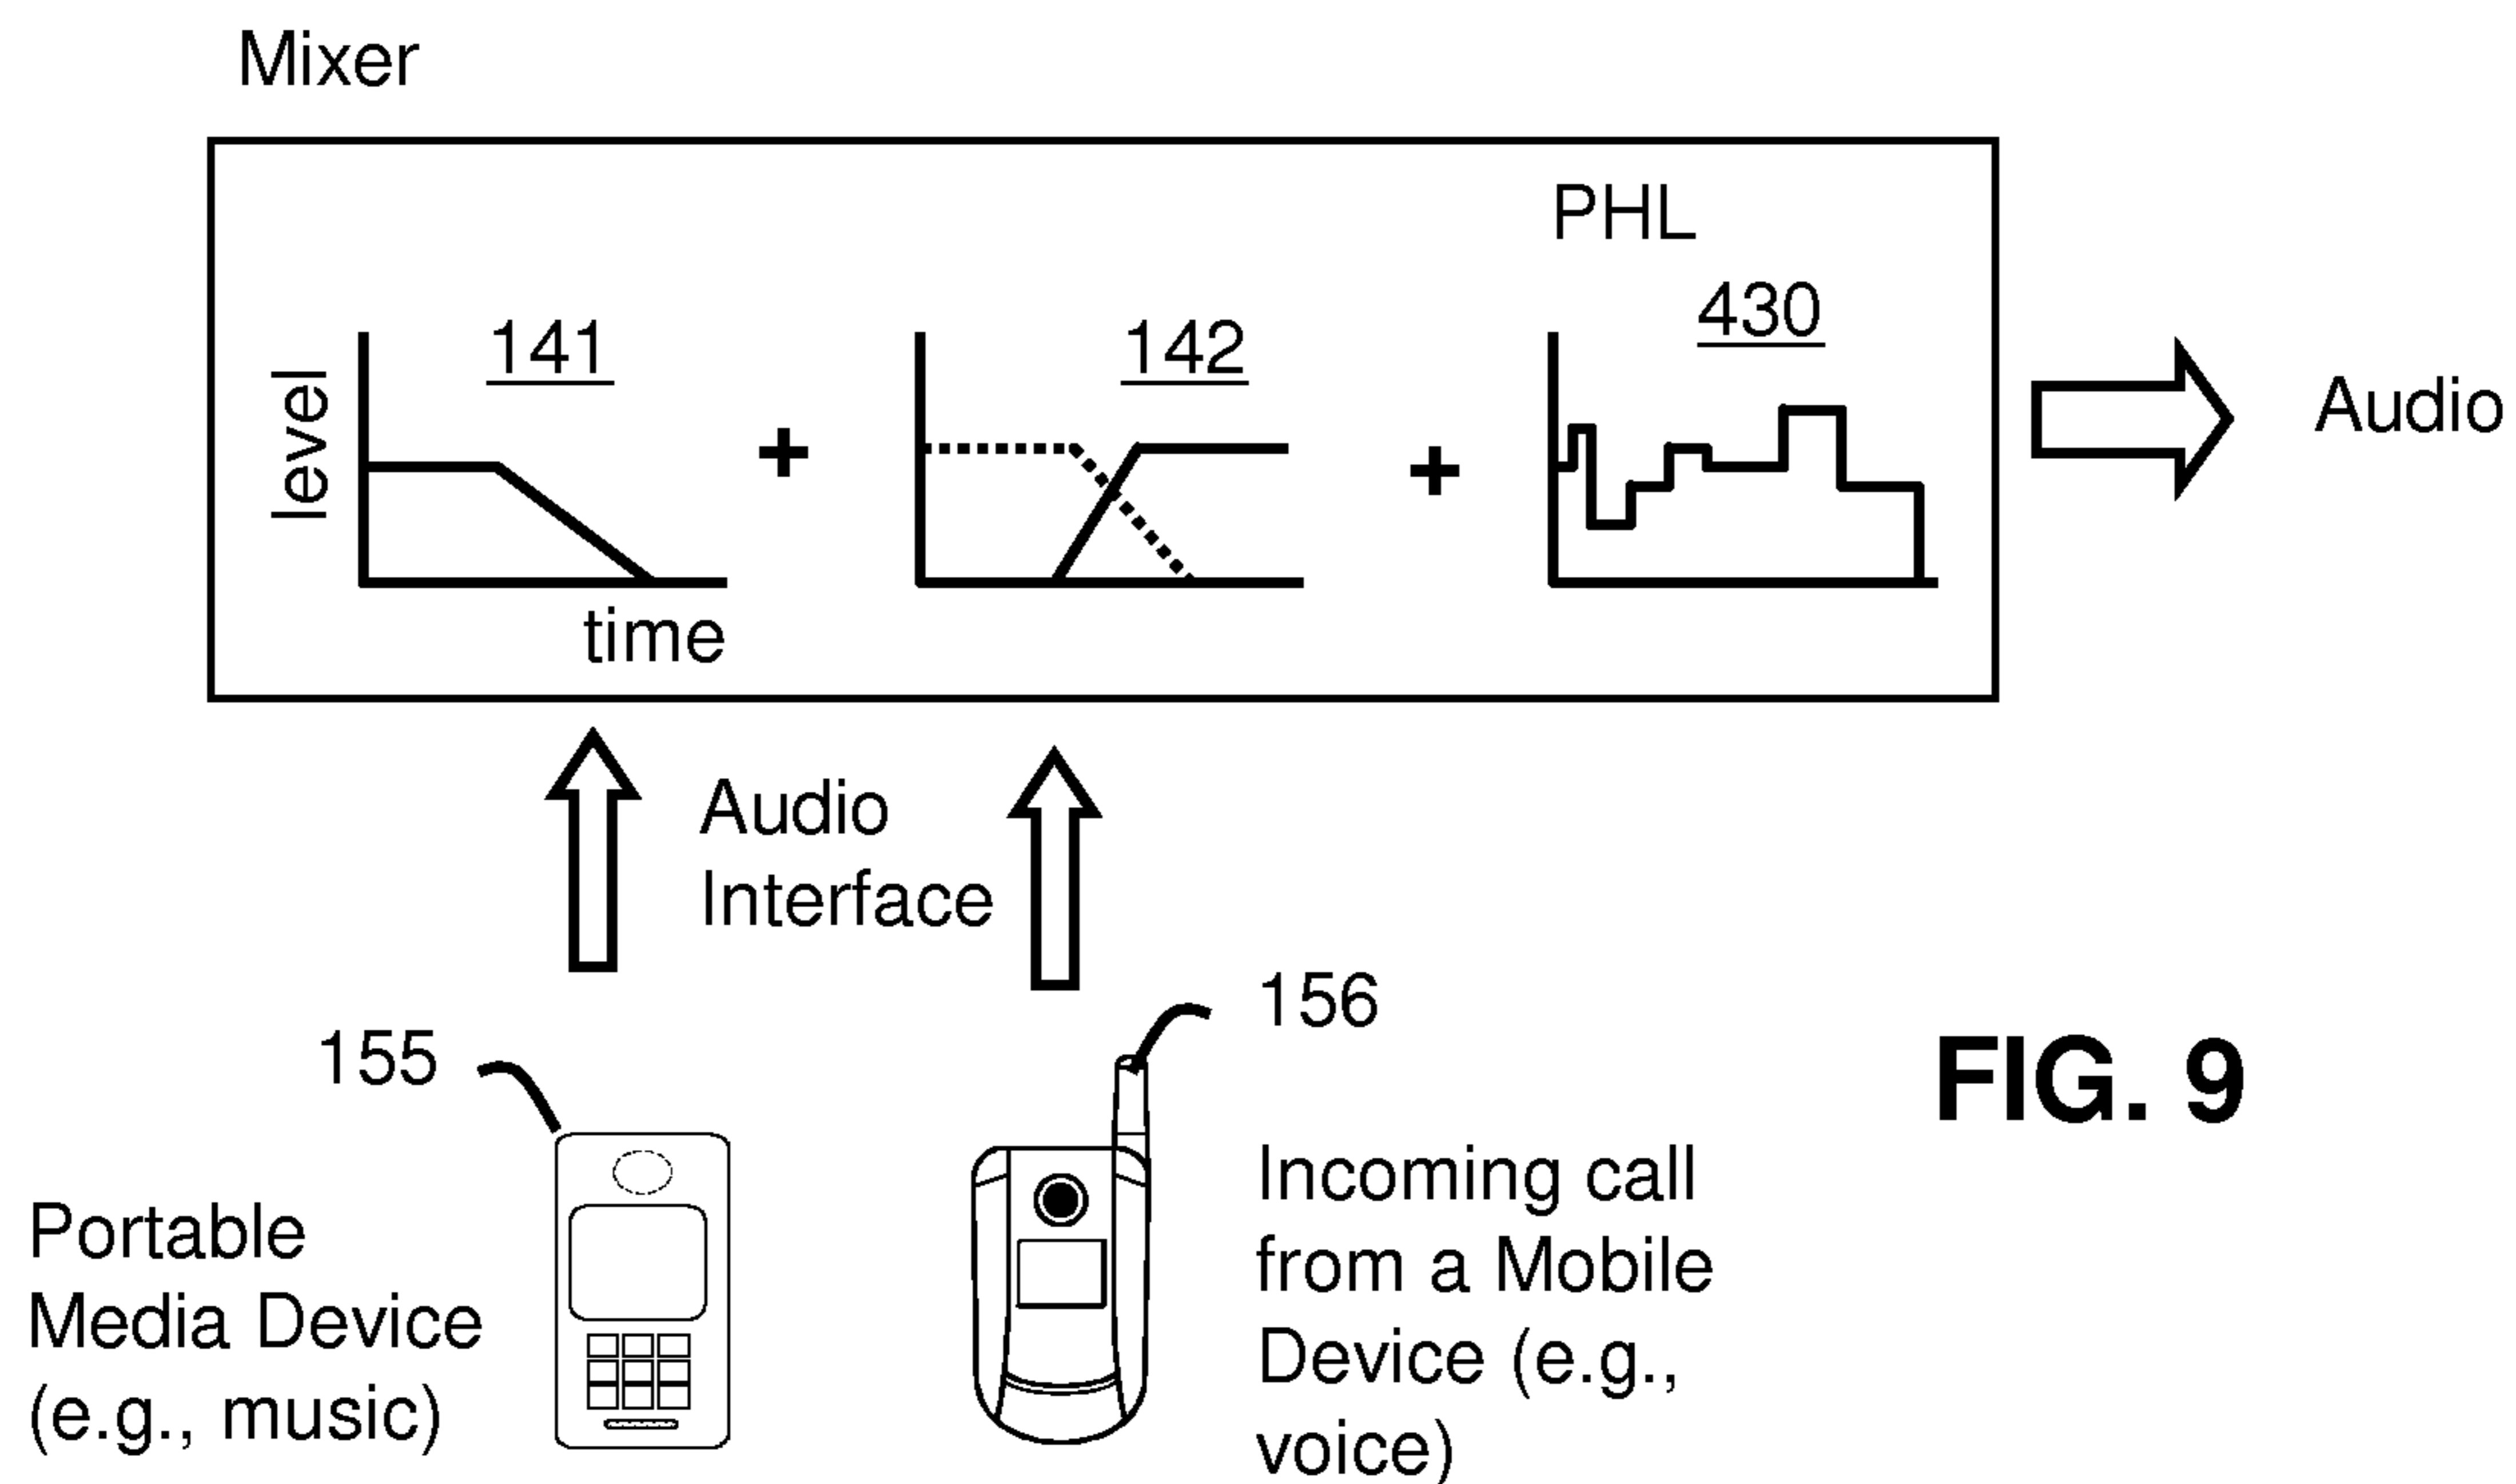 Mixer
PHL
141
142
430
level
time
Audio
Audio
Interface
155
156
FIG. 9
Portable
Media Device
(e.g., music)
Incoming call
from a Mobile
Device (e.g.,
voice)